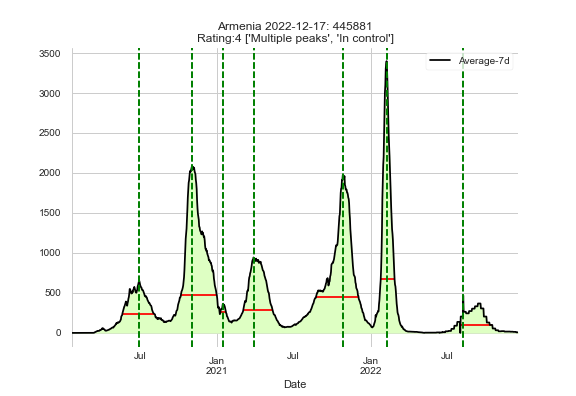 Armenia 2022-12-17: 445881
Rating:4 ['Multiple peaks', 'In control']
Average-7d
3500
3000
2500
2000
1500
1000
500
0
Jul
Jan
2021
Jul
Jan
2022
Jul
Date